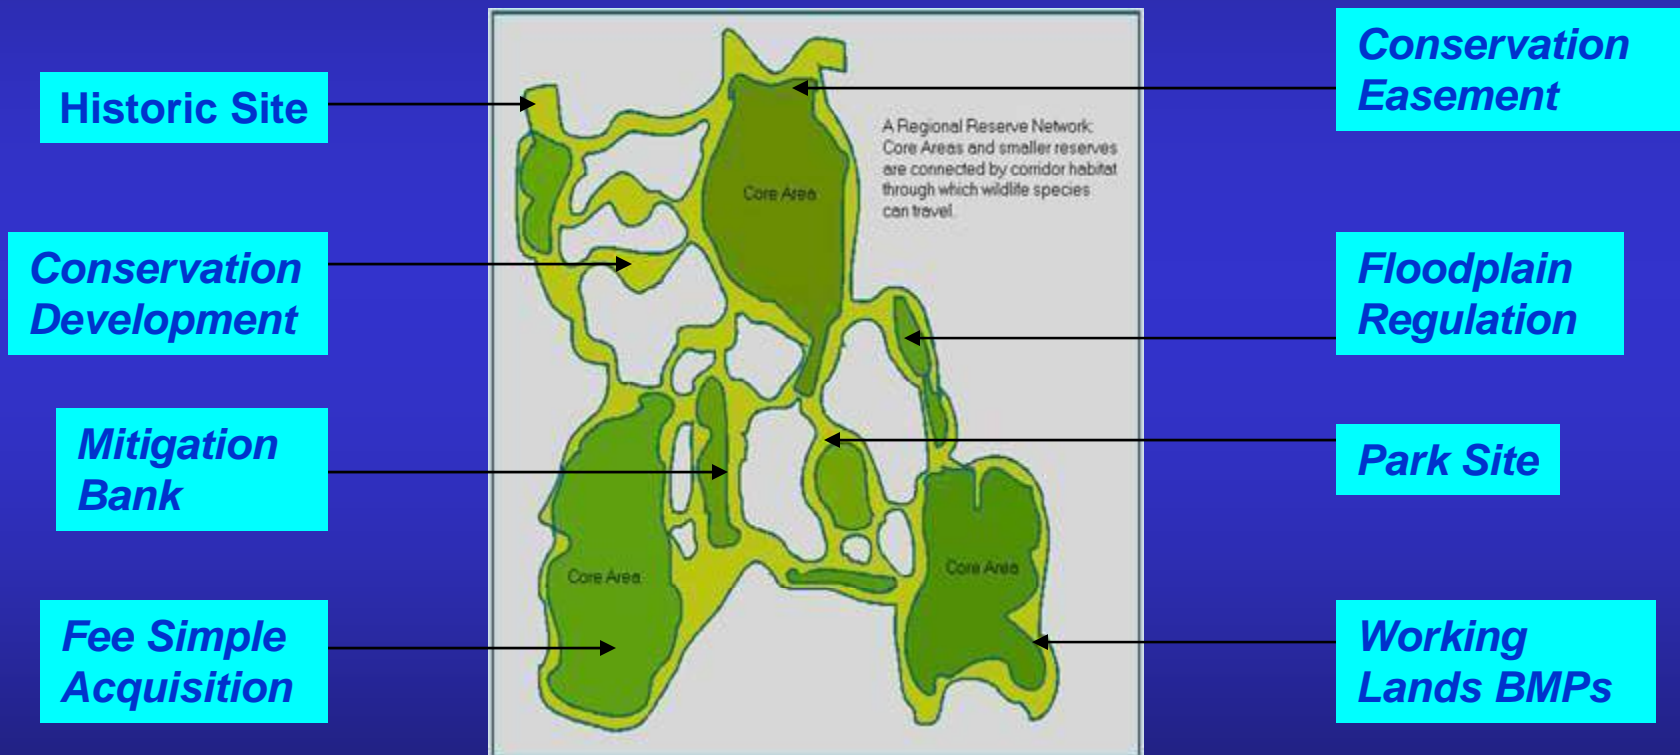 Historic Site
Conservation
Development
Mitigation
Bank
Fee Simple
Acquisition
A Regional Reserve Network:
Core Areas and smaller reserves
are connected by corridor habitat
through which wildlife species
can travel.
Core Area
Core Area
Core Area
Conservation
Easement
Floodplain
Regulation
Park Site
Working
Lands BMPs